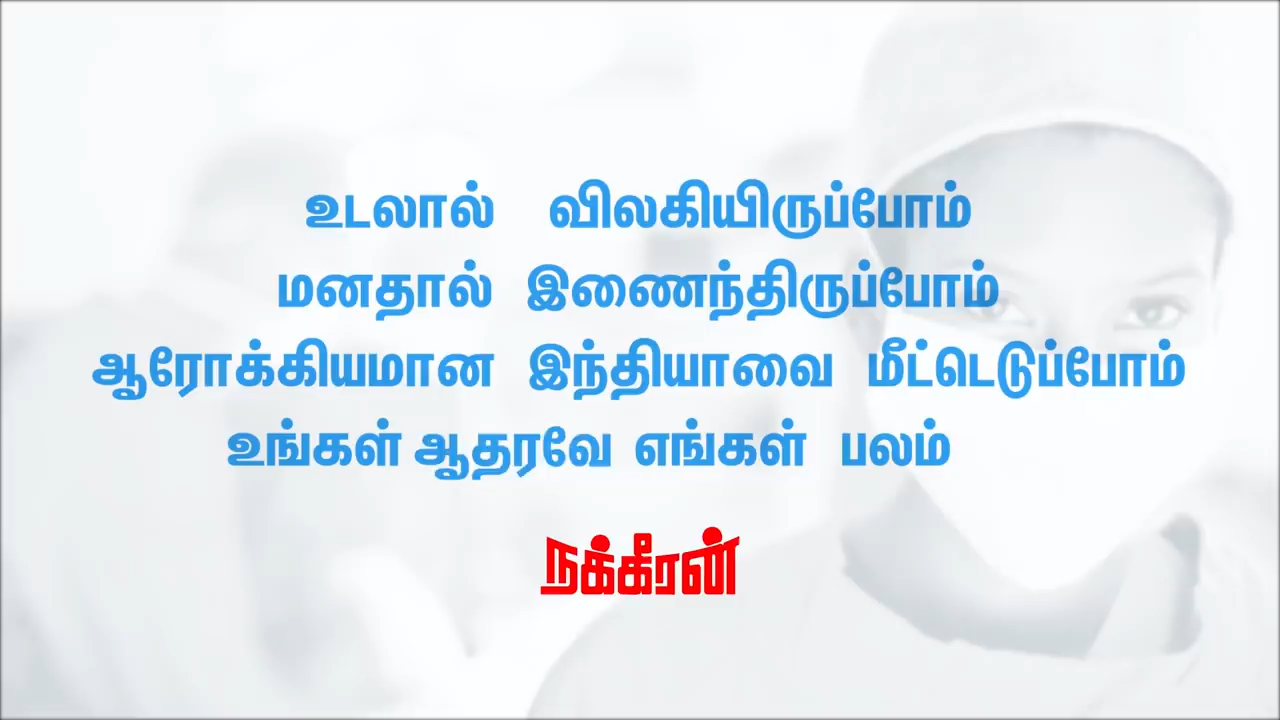 உடலால் விலகியிருப்போம்
மனதால் இணைந்திருப்போம்
ஆரோக்கியமான இந்தியாவை மீட்டெடுப்போம்
உங்கள் ஆதரவே எங்கள் பலம்
நக்கீரன்